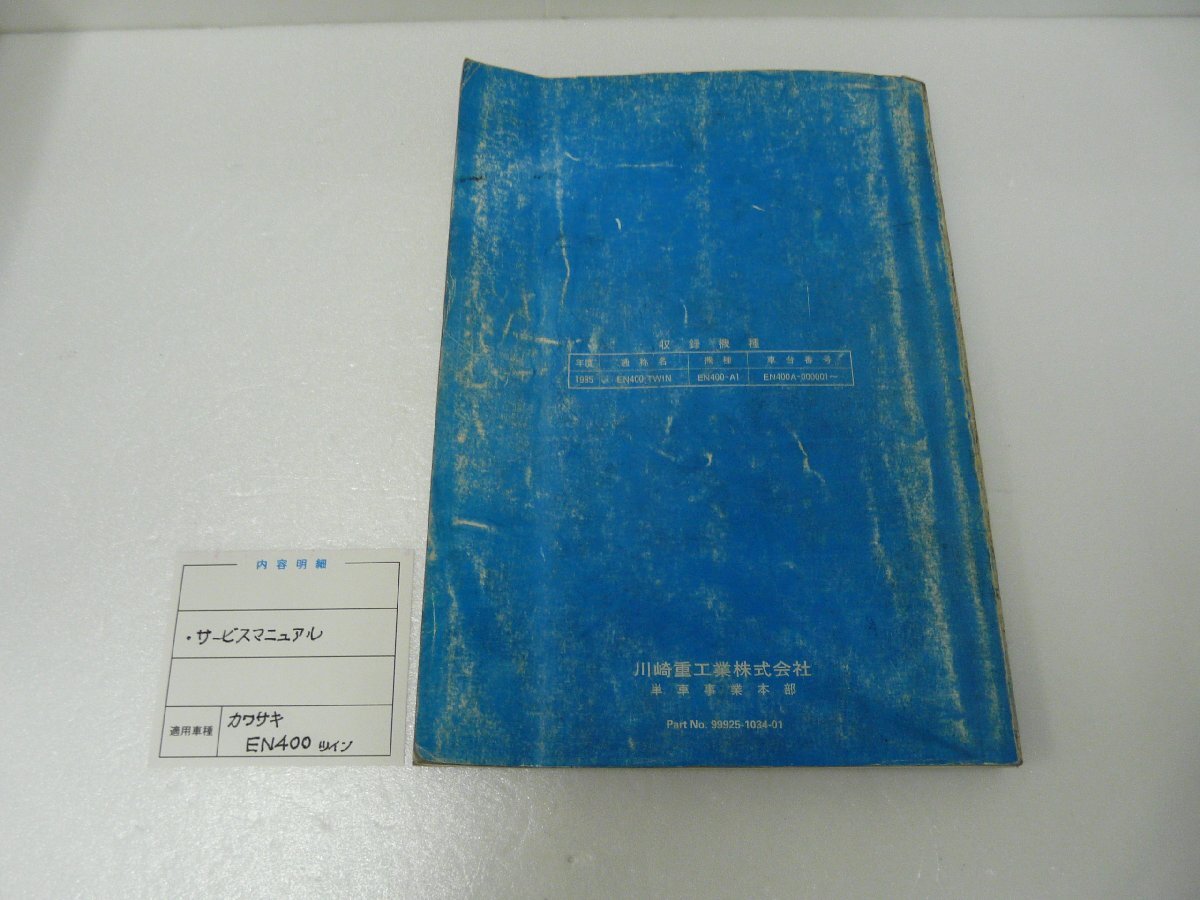 収録機種
年度 通称名 機種 車台番号
EN400 TWIN EN400-A1 EN400A-000001~
川崎重工業株式会社
単車事業本部
Part No. 99925-1034-01
内容明細
・サービスマニュアル
適用車種 カワサキ
EN400 ツイン